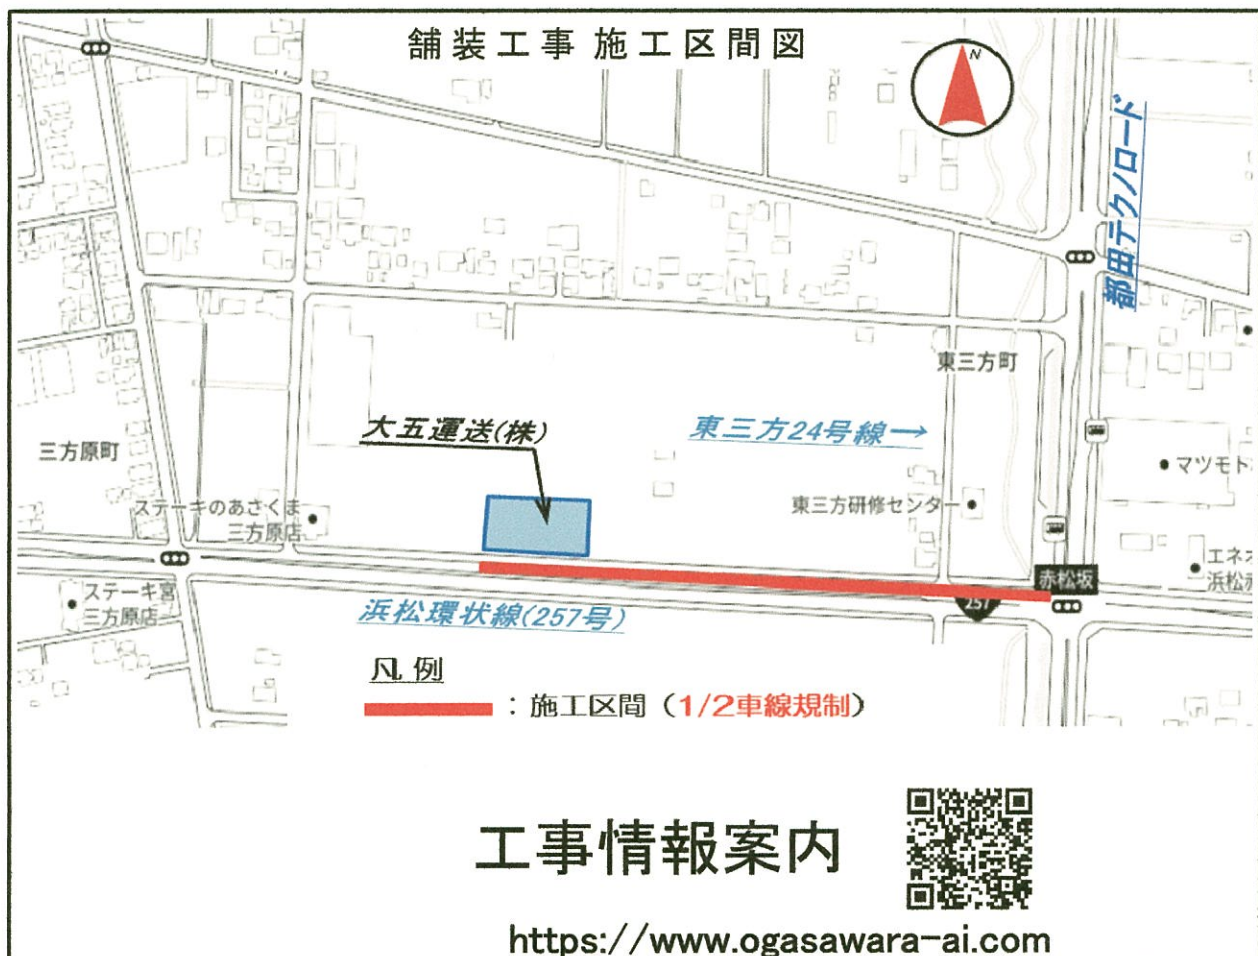 舗装工事 施工区間図
N
都田テクノロード
東三方町
大五運送(株)
東三方24号線→
三方原町
マツモト
ステーキのあさくま
三方原店
東三方研修センター
エネオ
浜松赤
赤松坂
257
ステーキ宮
三方原店
浜松環状線(257号)
凡 例
：施工区間（1/2車線規制）
工事情報案内
https://www.ogasawara-ai.com